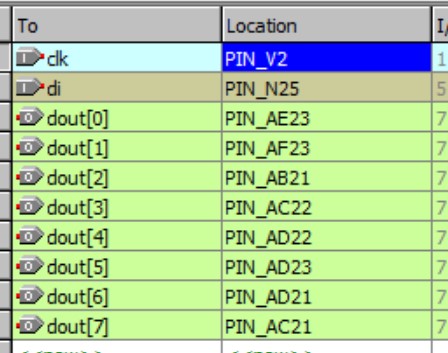 To Location I/
clk PIN_V2 1
di PIN_N25 5
dout[0] PIN_AE23 7
dout[1] PIN_AF23 7
dout[2] PIN_AB21 7
dout[3] PIN_AC22 7
dout[4] PIN_AD22 7
dout[5] PIN_AD23 7
dout[6] PIN_AD21 7
dout[7] PIN_AC21 7